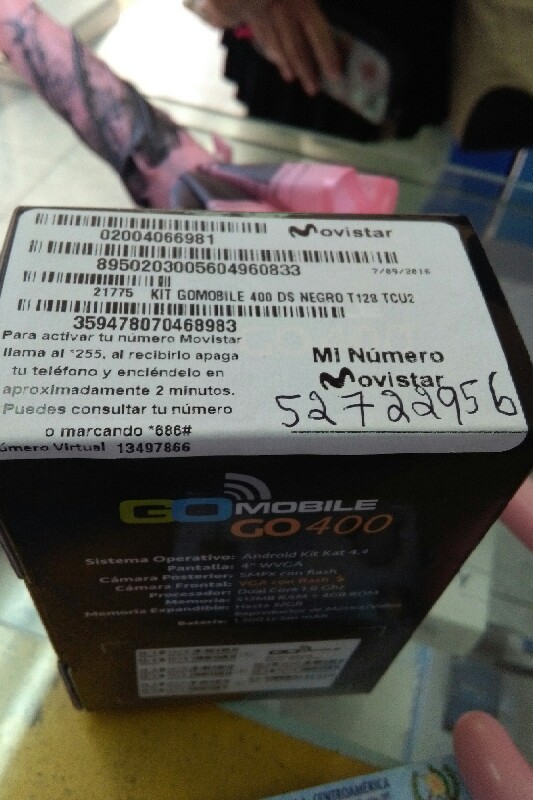 02004066981
Movistar
8950203005604960833
7/09/2016
21775 KIT GOMOBILE 400 DS NEGRO T128 TCU2
359478070468983
Para activar tu número Movistar
llama al *255, al recibirlo apaga
tu teléfono y enciéndelo en
aproximadamente 2 minutos.
Puedes consultar tu número
o marcando *686#
Número Virtual 13497866
Mi Número
Movistar
52722956
GOMOBILE
GO400
Sistema Operativo: Android Kit Kat 4.4
Pantalla: 4" WVGA
Cámara Posterior: 5MPX con flash
Cámara Frontal: VGA con flash
Procesador: Dual Core 1.0 Ghz
Memoria: 512MB RAM + 4GB ROM
Memoria Expandible: Hasta 32GB
Batería:
CENTROAMÉRICA